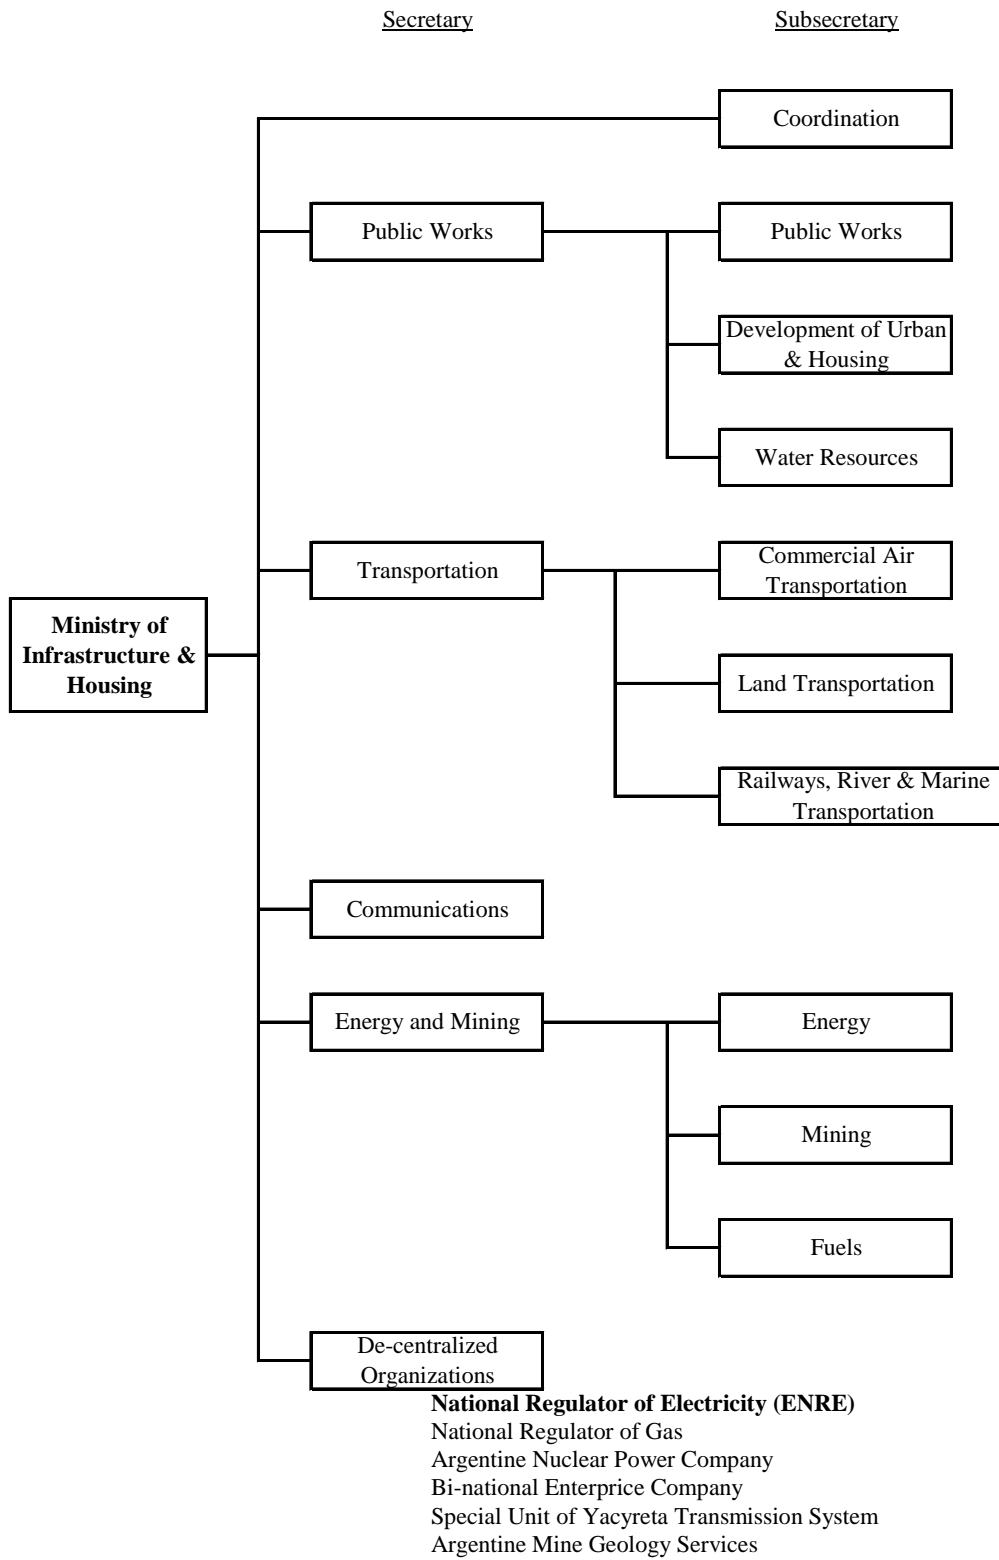 Secretary
Subsecretary
Coordination
Public Works
Public Works
Development of Urban
& Housing
Water Resources
Transportation
Commercial Air
Transportation
Ministry of
Infrastructure &
Housing
Land Transportation
Railways, River & Marine
Transportation
Communications
Energy and Mining
Energy
Mining
Fuels
De-centralized
Organizations
National Regulator of Electricity (ENRE)
National Regulator of Gas
Argentine Nuclear Power Company
Bi-national Enterprice Company
Special Unit of Yacyreta Transmission System
Argentine Mine Geology Services